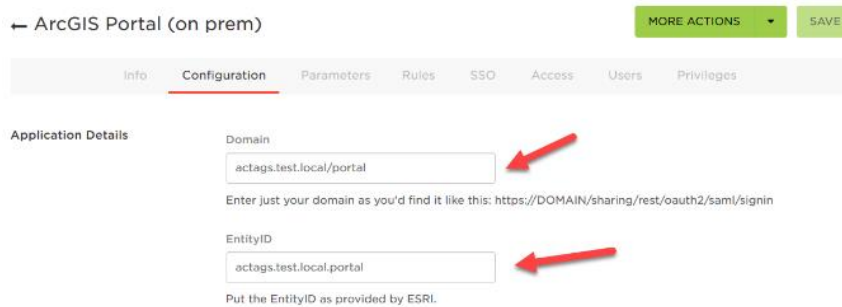 ← ArcGIS Portal (on prem)
MORE ACTIONS
SAVE
Info Configuration Parameters Rules SSO Access Users Privileges
Application Details
Domain
actags.test.local/portal
Enter just your domain as you'd find it like this: https://DOMAIN/sharing/rest/oauth2/saml/signin
EntityID
actags.test.local.portal
Put the EntityID as provided by ESRI.